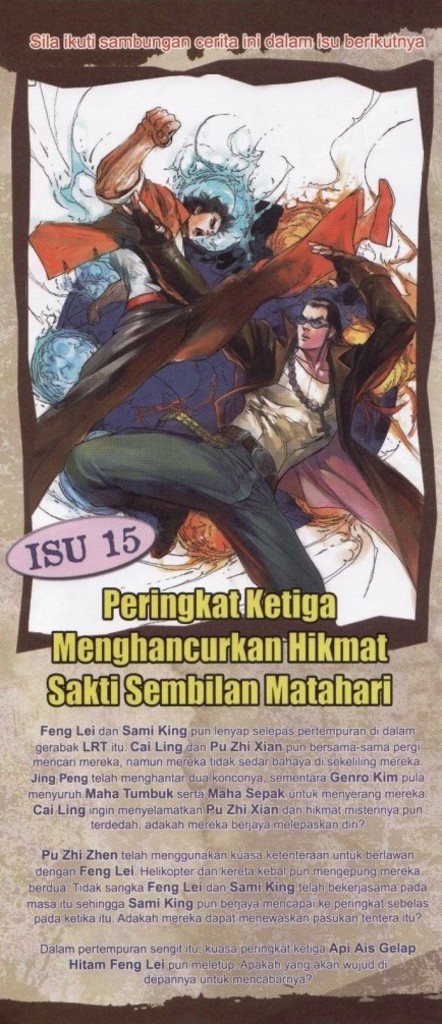 Sila ikuti sambungan cerita ini dalam isu berikutnya
ISU 15
Peringkat Ketiga
Menghancurkan Hikmat
Sakti Sembilan Matahari
Feng Lei dan Sami King pun lenyap selepas pertempuran di dalam
gerabak LRT itu. Cai Ling dan Pu Zhi Xian pun bersama-sama pergi
mencari mereka, namun mereka tidak sedar bahaya di sekeliling mereka.
Jing Peng telah menghantar dua konconya, sementara Genro Kim pula
menyuruh Maha Tumbuk serta Maha Sepak untuk menyerang mereka.
Cai Ling ingin menyelamatkan Pu Zhi Xian dan hikmat misterinya pun
terdedah, adakah mereka berjaya melepaskan diri?
Pu Zhi Zhen telah menggunakan kuasa ketenteraan untuk berlawan
dengan Feng Lei. Helikopter dan kereta kebal pun mengepung mereka
berdua. Tidak sangka Feng Lei dan Sami King telah bekerjasama pada
masa itu sehingga Sami King pun berjaya mencapai ke peringkat sebelas
pada ketika itu. Adakah mereka dapat menewaskan pasukan tentera itu?
Dalam pertempuran sengit itu, kuasa peringkat ketiga Api Ais Gelap
Hitam Feng Lei pun meletup. Apakah yang akan wujud di
depannya untuk mencabarnya?